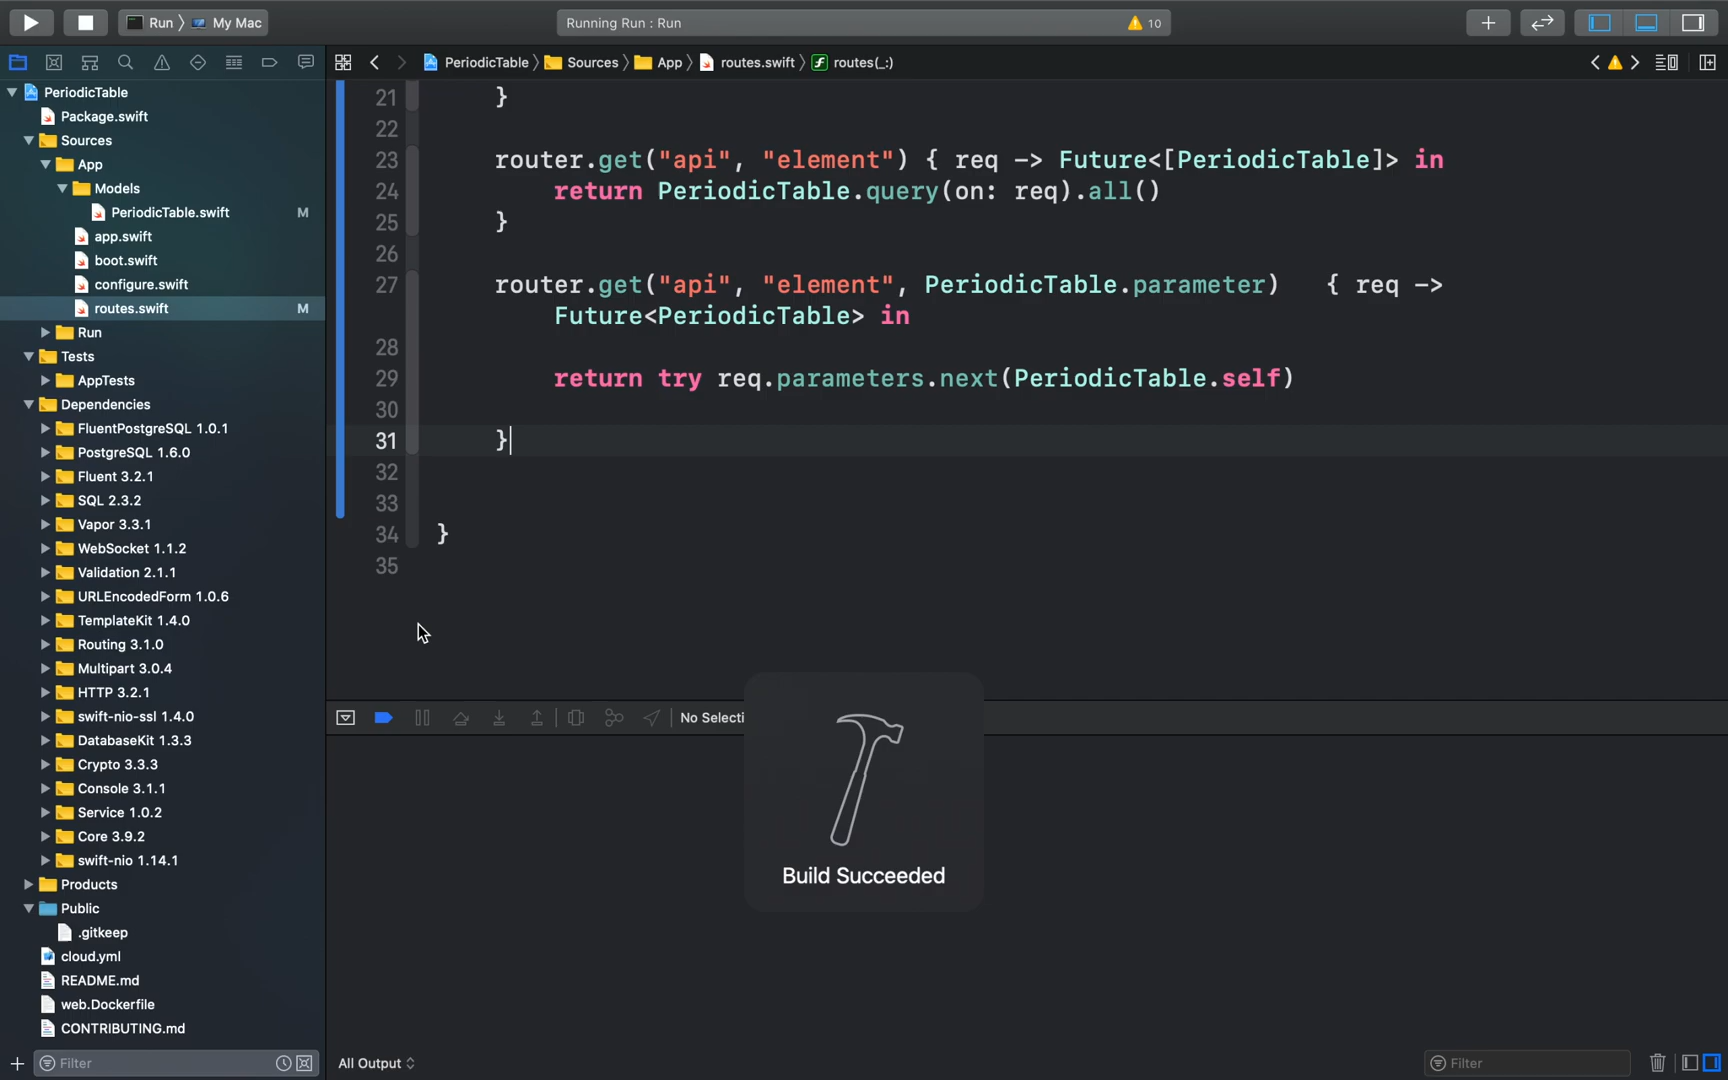 Run
My Mac
Running Run : Run
10
PeriodicTable
Sources
App
routes.swift
routes(_:)
PeriodicTable
Package.swift
Sources
App
Models
PeriodicTable.swift M
app.swift
boot.swift
configure.swift
routes.swift M
Run
Tests
AppTests
Dependencies
FluentPostgreSQL 1.0.1
PostgreSQL 1.6.0
Fluent 3.2.1
SQL 2.3.2
Vapor 3.3.1
WebSocket 1.1.2
Validation 2.1.1
URLEncodedForm 1.0.6
TemplateKit 1.4.0
Routing 3.1.0
Multipart 3.0.4
HTTP 3.2.1
swift-nio-ssl 1.4.0
DatabaseKit 1.3.3
Crypto 3.3.3
Console 3.1.1
Service 1.0.2
Core 3.9.2
swift-nio 1.14.1
Products
Public
.gitkeep
cloud.yml
README.md
web.Dockerfile
CONTRIBUTING.md
Filter
21 }
22
23 router.get("api", "element") { req -> Future<[PeriodicTable]> in
24 return PeriodicTable.query(on: req).all()
25 }
26
27 router.get("api", "element", PeriodicTable.parameter) { req ->
Future<PeriodicTable> in
28
29 return try req.parameters.next(PeriodicTable.self)
30
31 }
32
33
34 }
35
No Selecti
Build Succeeded
All Output
Filter